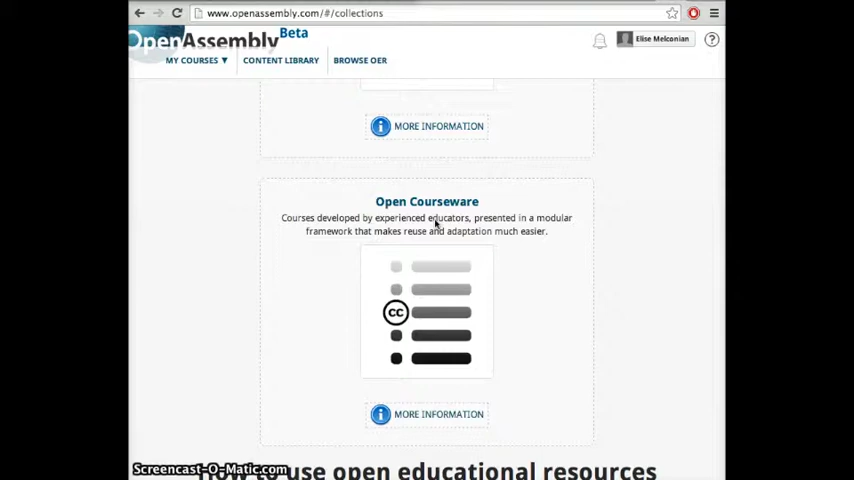 www.openassembly.com/#/collections
OpenAssembly Beta
Elise Melconian ?
MY COURSES ▼ CONTENT LIBRARY BROWSE OER
i MORE INFORMATION
Open Courseware
Courses developed by experienced educators, presented in a modular
framework that makes reuse and adaptation much easier.
cc
i MORE INFORMATION
Screencast-O-Matic.com
How to use open educational resources